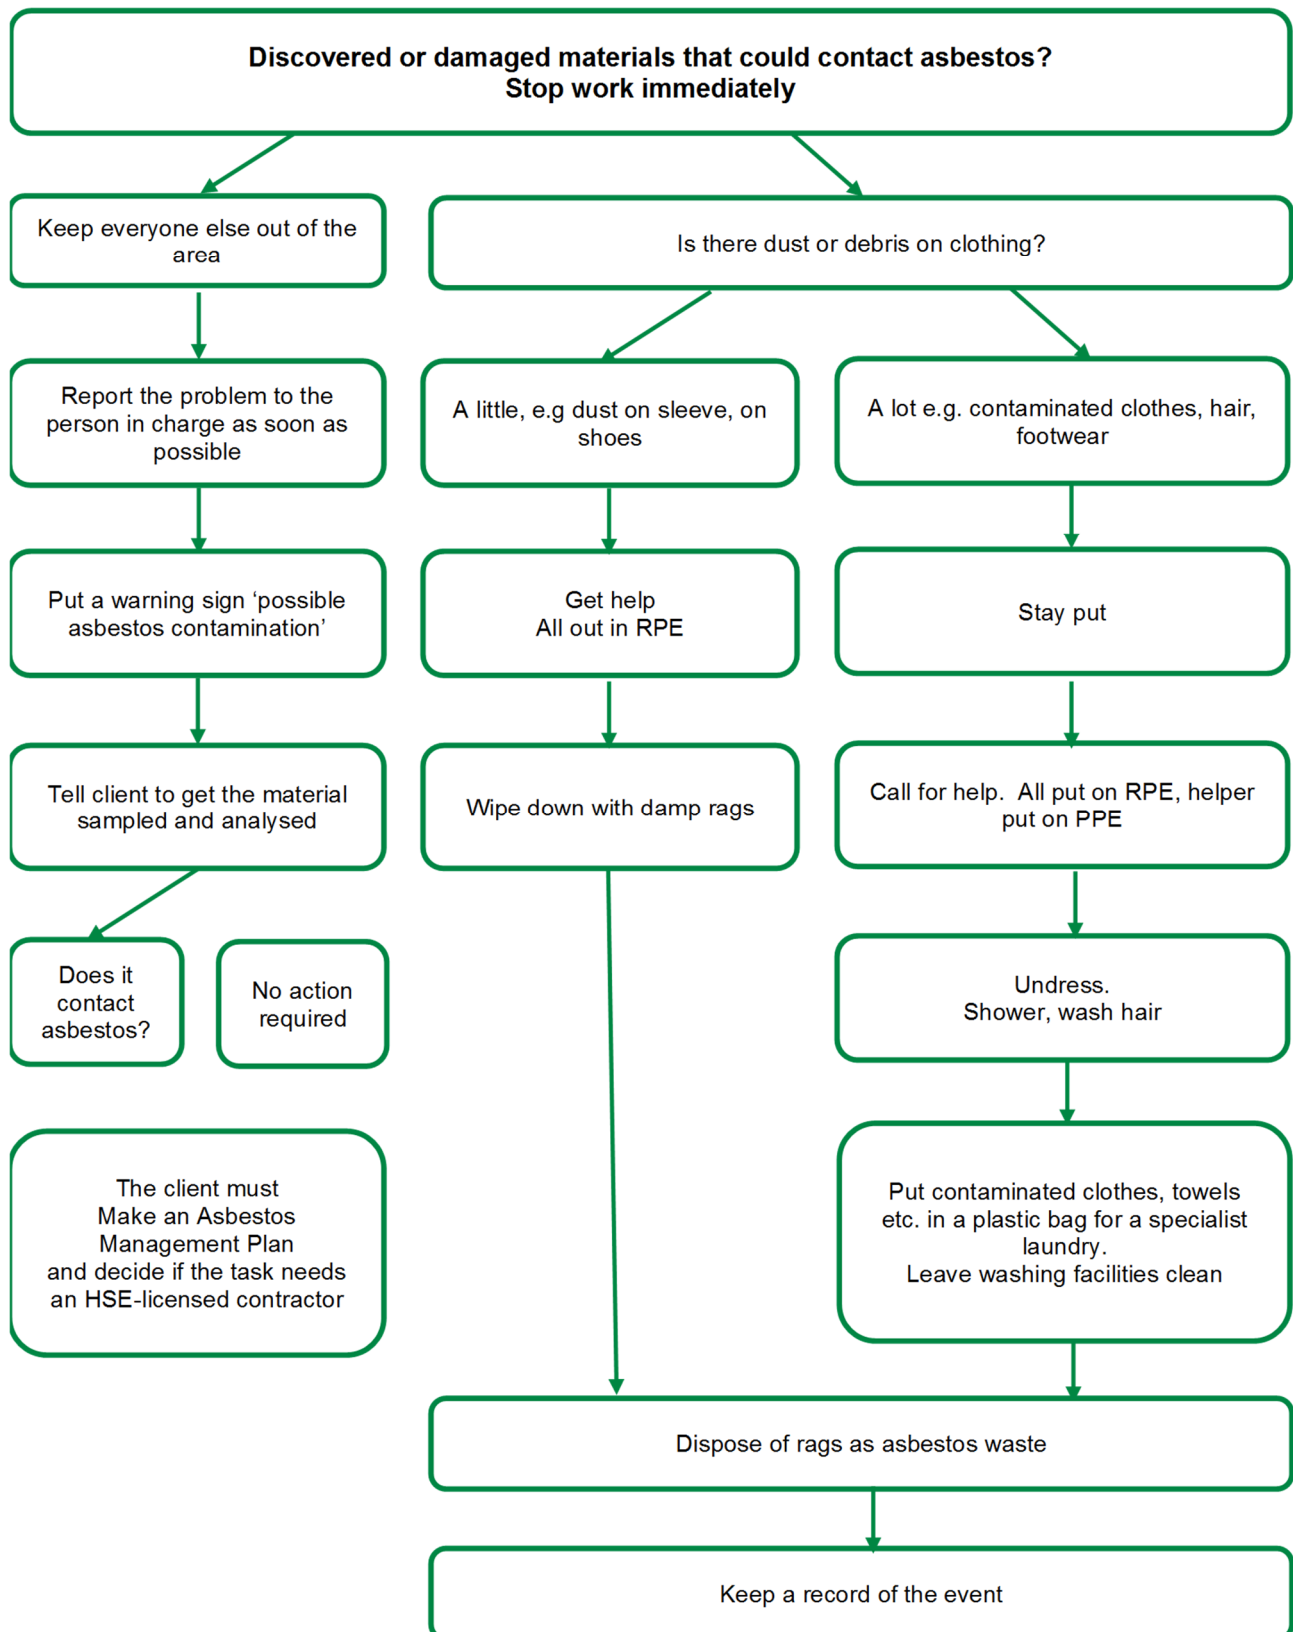 Discovered or damaged materials that could contact asbestos?
Stop work immediately
Keep everyone else out of the
area
Is there dust or debris on clothing?
Report the problem to the
person in charge as soon as
possible
A little, e.g dust on sleeve, on
shoes
A lot e.g. contaminated clothes, hair,
footwear
Put a warning sign ‘possible
asbestos contamination’
Get help
All out in RPE
Stay put
Tell client to get the material
sampled and analysed
Wipe down with damp rags
Call for help.  All put on RPE, helper
put on PPE
Does it
contact
asbestos?
No action
required
Undress.
Shower, wash hair
The client must
Make an Asbestos
Management Plan
and decide if the task needs
an HSE-licensed contractor
Put contaminated clothes, towels
etc. in a plastic bag for a specialist
laundry.
Leave washing facilities clean
Dispose of rags as asbestos waste
Keep a record of the event